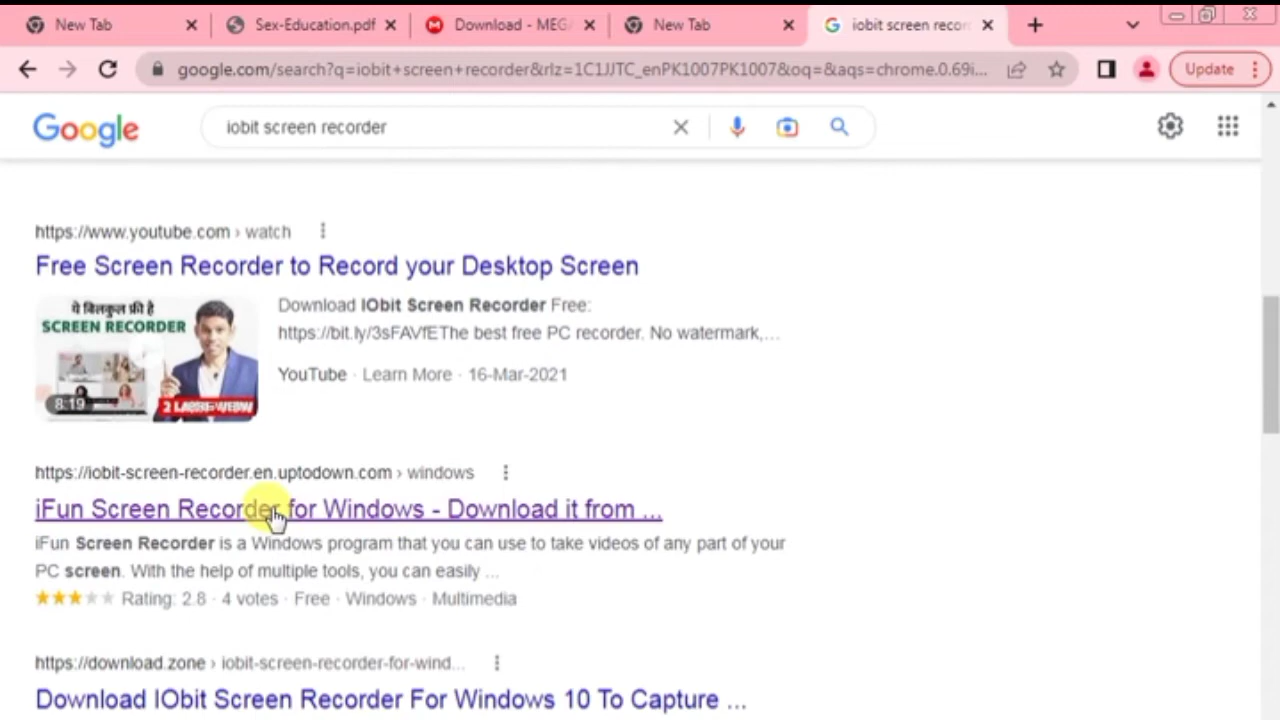 New Tab
Sex-Education.pdf
Download - MEGA
New Tab
iobit screen recor
google.com/search?q=iobit+screen+recorder&rlz=1C1JJTC_enPK1007PK1007&oq=&aqs=chrome.0.69i...
Update
Google
iobit screen recorder
https://www.youtube.com › watch
Free Screen Recorder to Record your Desktop Screen
ये बिलकुल फ्री है
SCREEN RECORDER
8:19
Download IObit Screen Recorder Free:
https://bit.ly/3sFAVfEThe best free PC recorder. No watermark,...
YouTube · Learn More · 16-Mar-2021
https://iobit-screen-recorder.en.uptodown.com › windows
iFun Screen Recorder for Windows - Download it from ...
iFun Screen Recorder is a Windows program that you can use to take videos of any part of your
PC screen. With the help of multiple tools, you can easily ...
Rating: 2.8 · 4 votes · Free · Windows · Multimedia
https://download.zone › iobit-screen-recorder-for-wind...
Download IObit Screen Recorder For Windows 10 To Capture ...